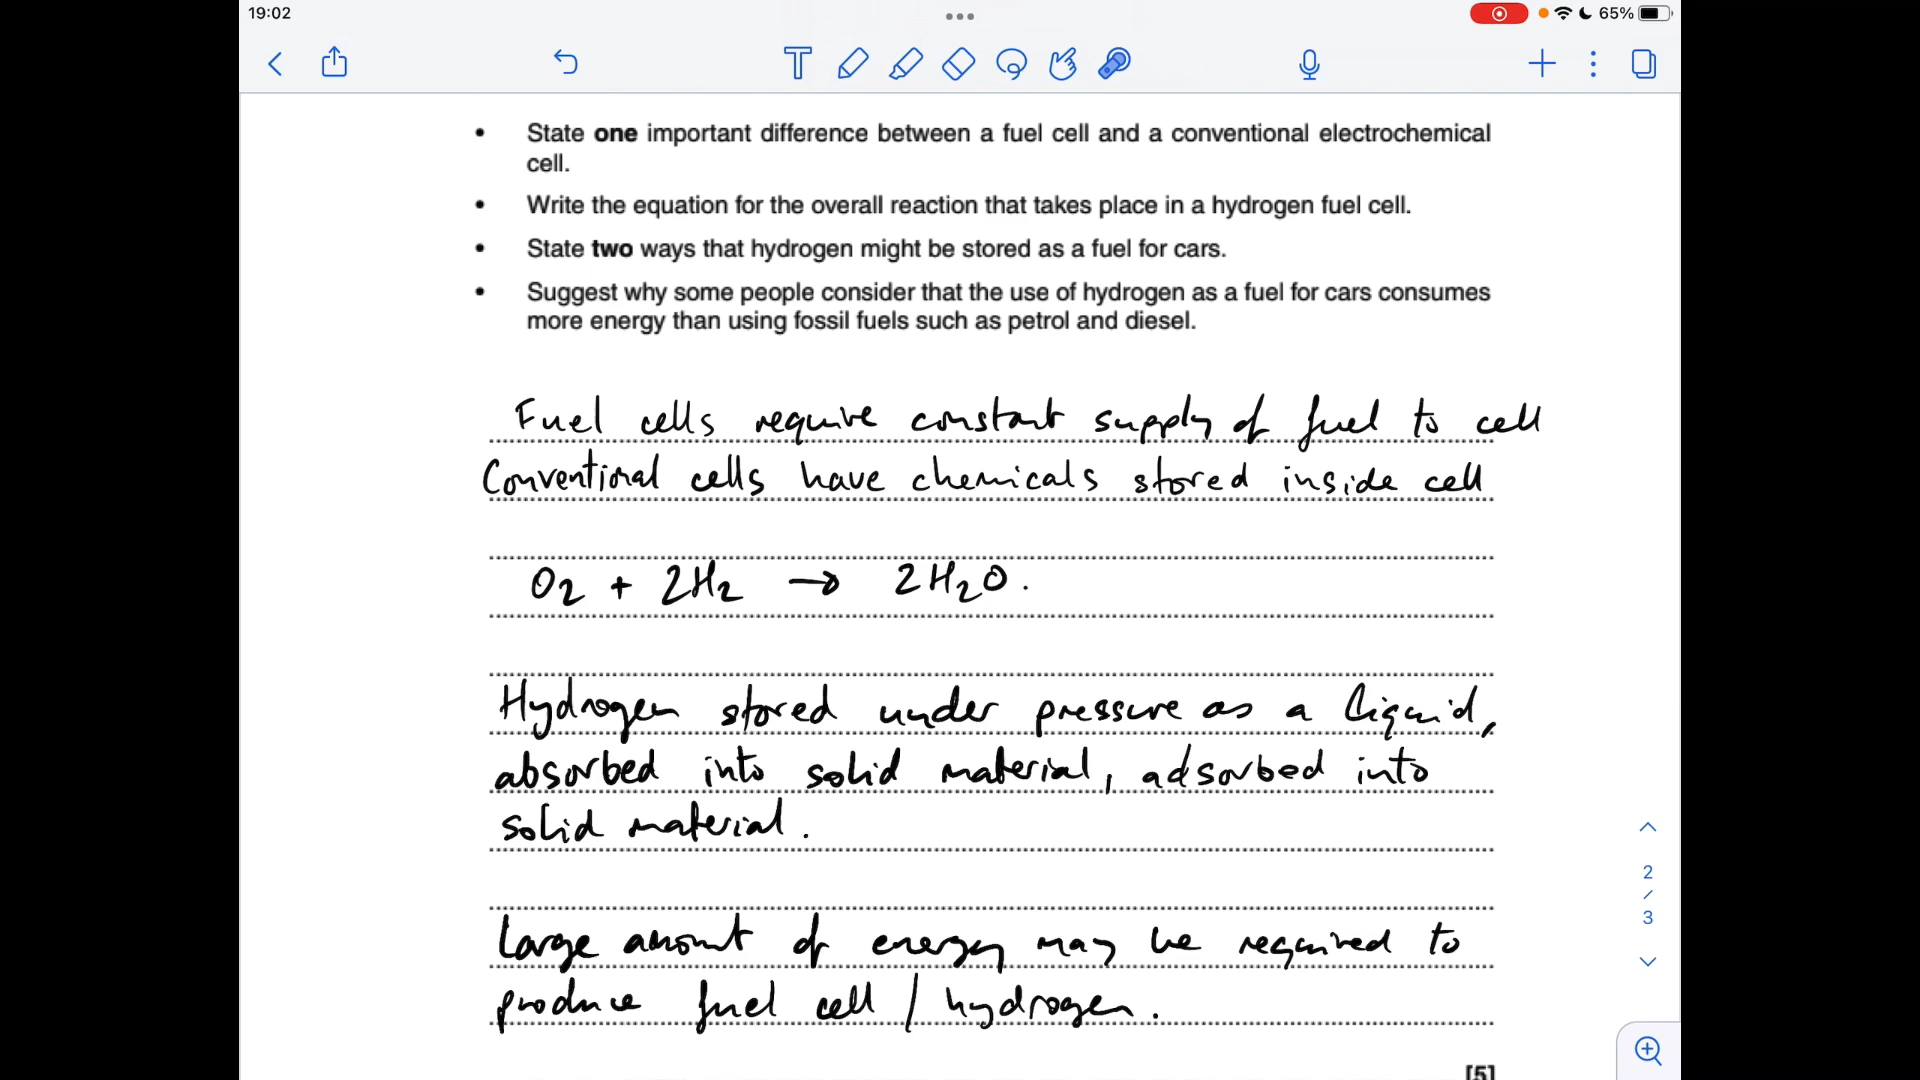 19:02
65%
• State one important difference between a fuel cell and a conventional electrochemical
cell.
• Write the equation for the overall reaction that takes place in a hydrogen fuel cell.
• State two ways that hydrogen might be stored as a fuel for cars.
• Suggest why some people consider that the use of hydrogen as a fuel for cars consumes
more energy than using fossil fuels such as petrol and diesel.
Fuel cells require constant supply of fuel to cell
Conventional cells have chemicals stored inside cell
O2 + 2H2 → 2H2O.
Hydrogen stored under pressure as a liquid,
absorbed into solid material, adsorbed into
solid material.
2
/
3
Large amount of energy may be required to
produce fuel cell / hydrogen.
[5]